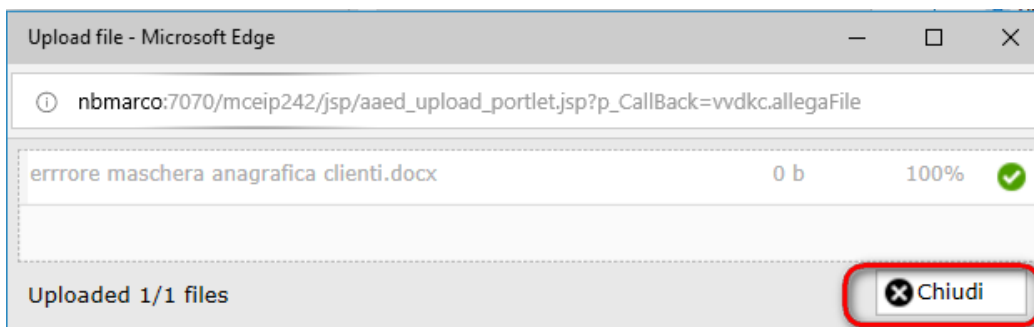 Upload file - Microsoft Edge
nbmarco:7070/mceip242/jsp/aaed_upload_portlet.jsp?p_CallBack=vvdkc.allegaFile
errrore maschera anagrafica clienti.docx 0 b 100%
Uploaded 1/1 files Chiudi